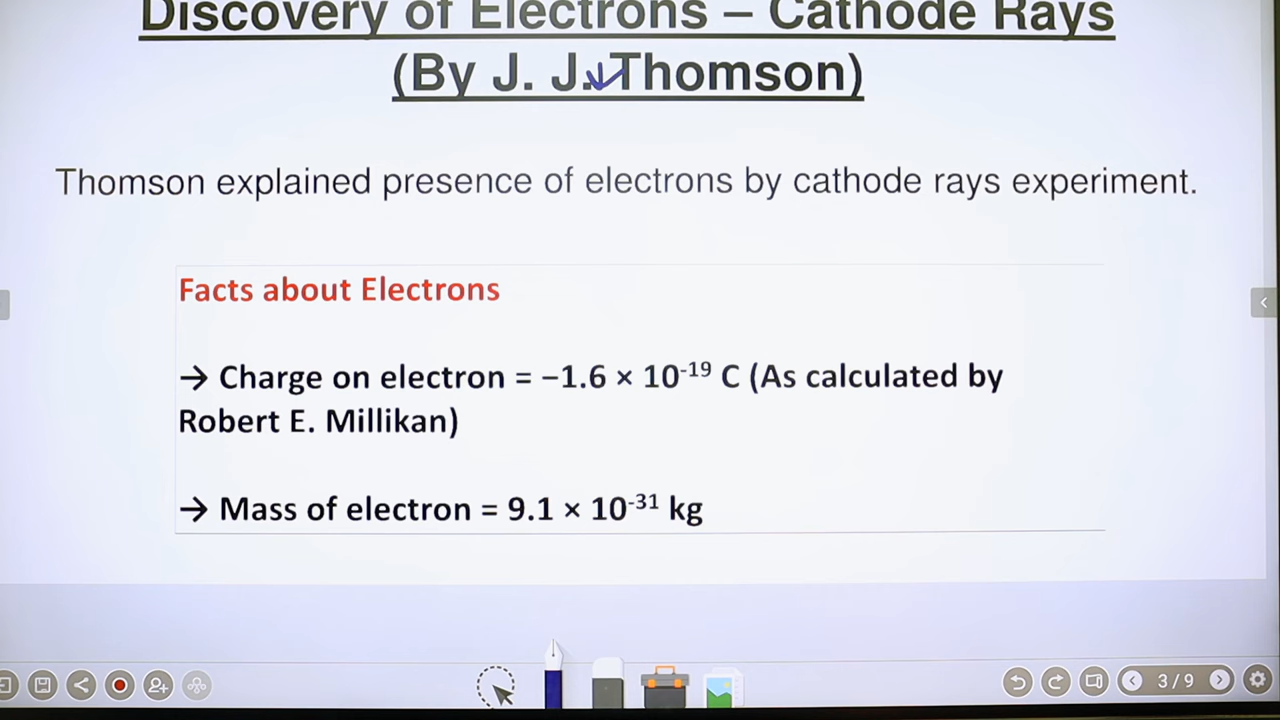 Discovery of Electrons – Cathode Rays
(By J. J. Thomson)
Thomson explained presence of electrons by cathode rays experiment.
Facts about Electrons
→ Charge on electron = −1.6 × 10⁻¹⁹ C (As calculated by
Robert E. Millikan)
→ Mass of electron = 9.1 × 10⁻³¹ kg
3/9